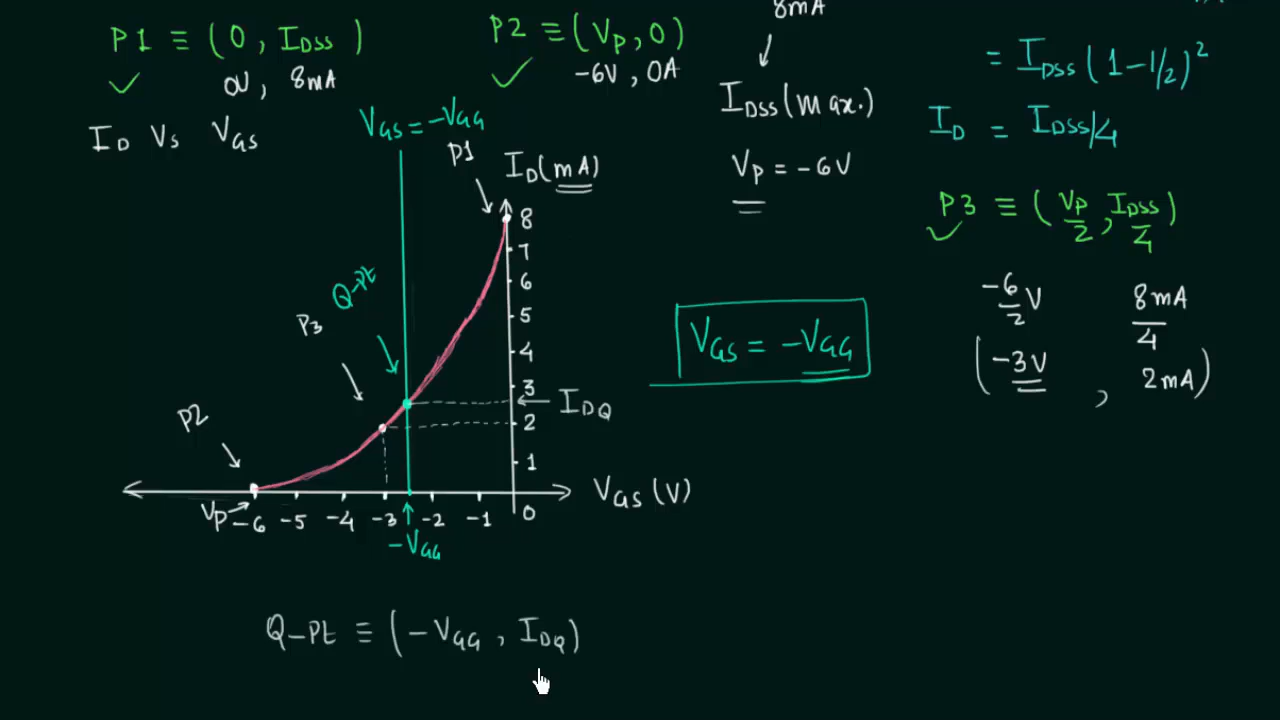 8mA
P1 ≡ (0, IDSS)
0V, 8mA
P2 ≡ (VP, 0)
-6V, 0A
ID Vs VGS
VGS = -VGG
P1
ID(mA)
IDSS(max.)
VP = -6V
= IDSS(1-1/2)²
ID = IDSS/4
P3 ≡ (VP/2, IDSS/4)
-6/2 V 8mA/4
(-3V, 2mA)
8
7
6
5
4
3
2
1
Q-Pt
P3
P2
IDQ
VGS = -VGG
VGS (V)
VP
-6 -5 -4 -3 -2 -1 0
-VGG
Q-Pt ≡ (-VGG, IDQ)